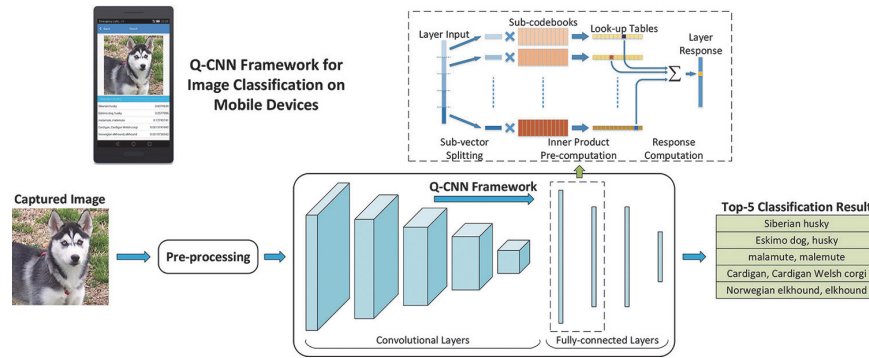 Q-CNN Framework for
Image Classification on
Mobile Devices
Sub-codebooks
Layer Input
Look-up Tables
Layer
Response
Σ
Sub-vector
Splitting
Inner Product
Pre-computation
Response
Computation
Captured Image
Pre-processing
Q-CNN Framework
Convolutional Layers
Fully-connected Layers
Top-5 Classification Result
Siberian husky
Eskimo dog, husky
malamute, malemute
Cardigan, Cardigan Welsh corgi
Norwegian elkhound, elkhound